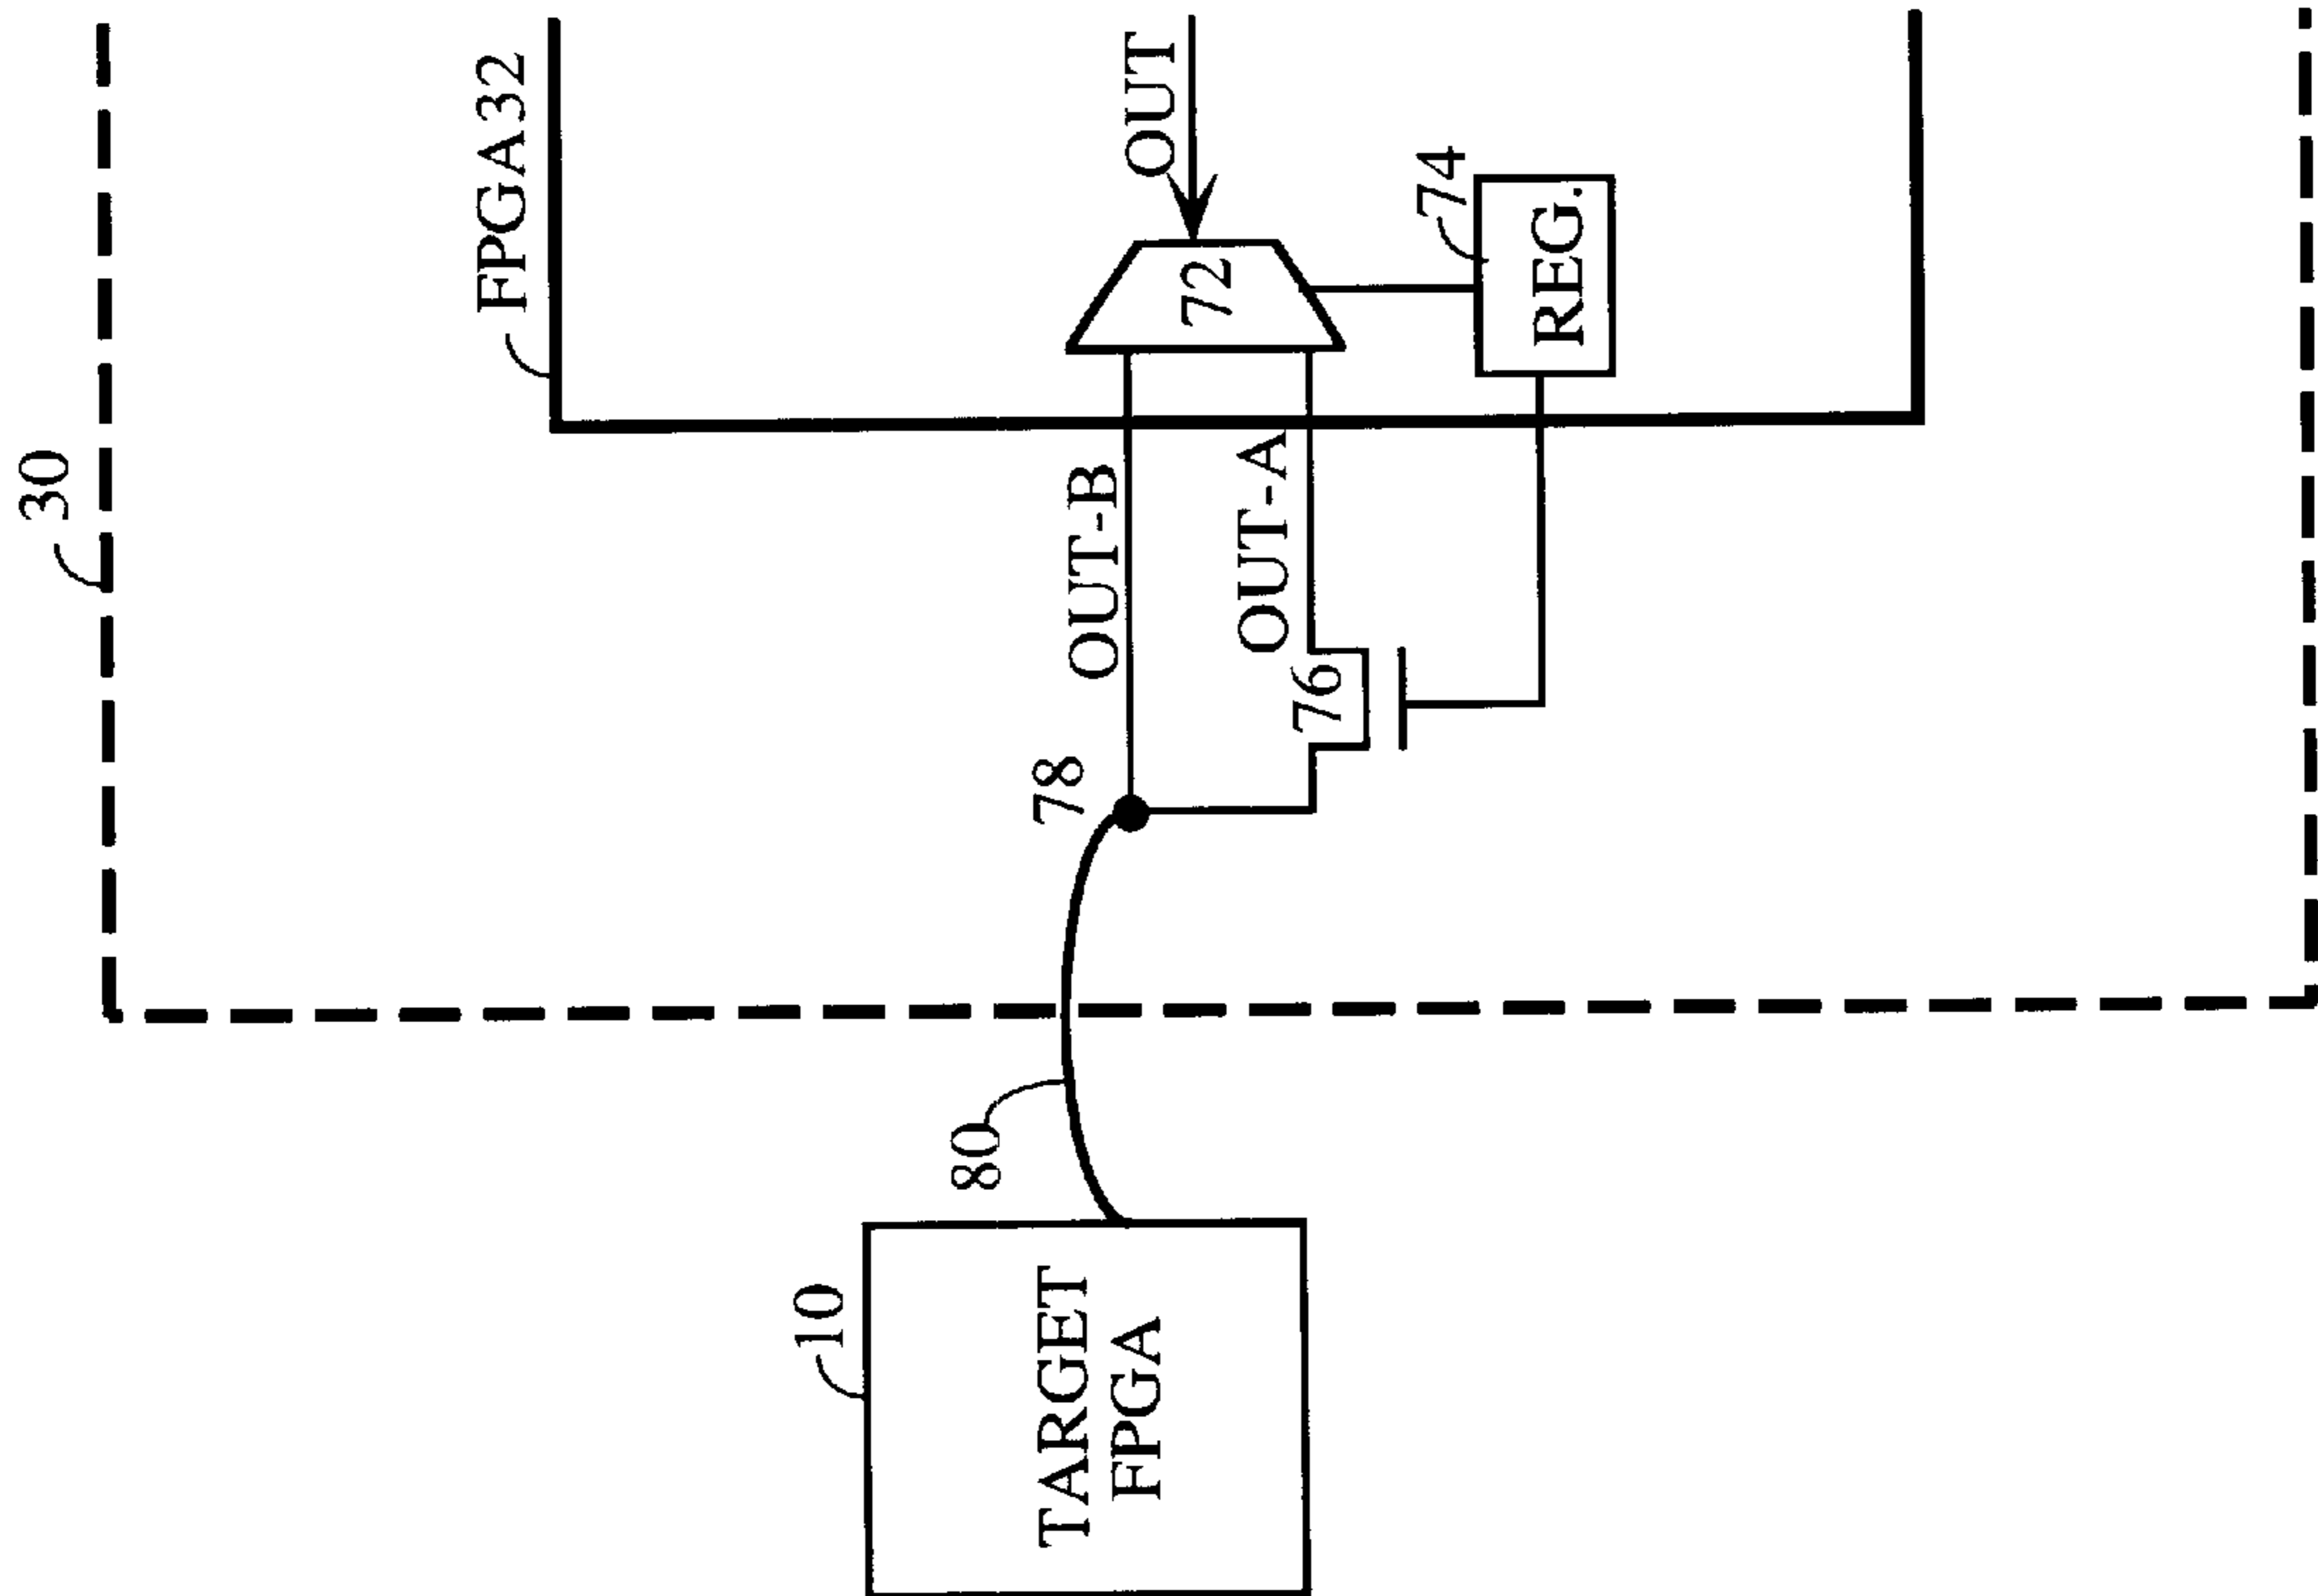 30
FPGA32
OUT
72
74
REG.
OUT-B
OUT-A
76
78
80
10
TARGET
FPGA